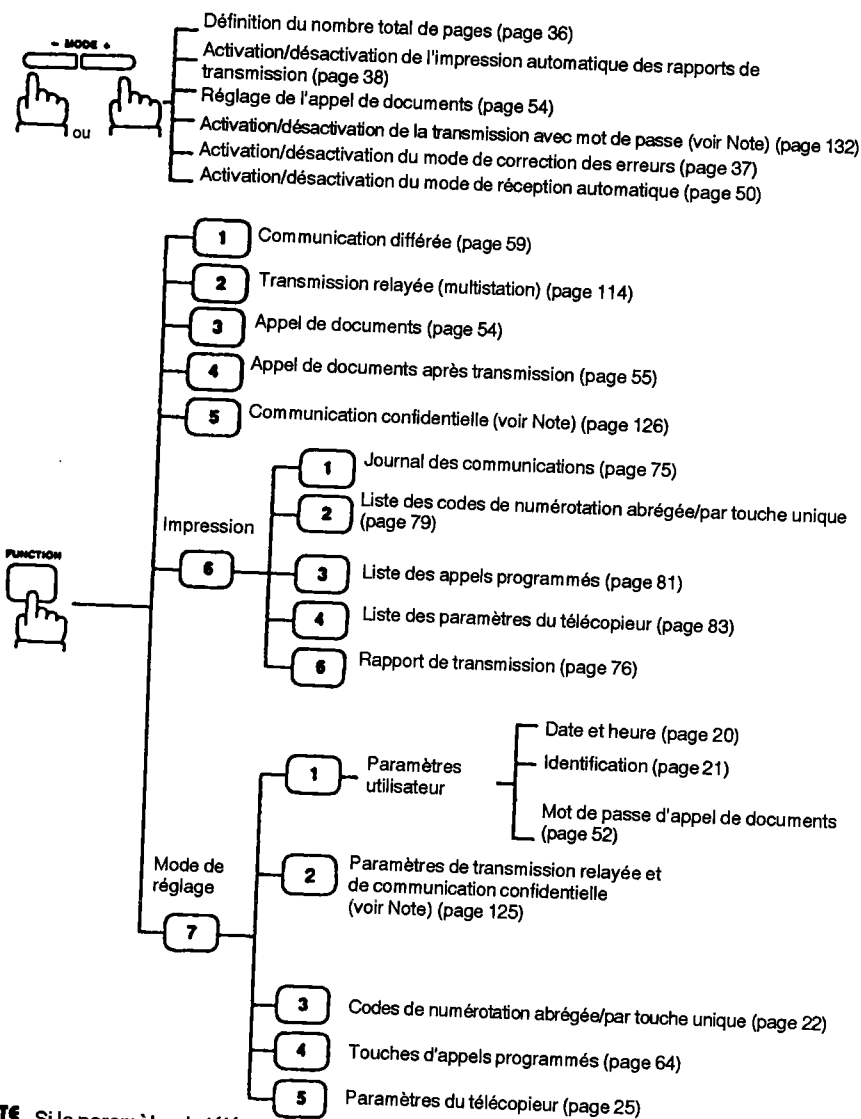 - MODE +
ou
Définition du nombre total de pages (page 36)
Activation/désactivation de l'impression automatique des rapports de
transmission (page 38)
Réglage de l'appel de documents (page 54)
Activation/désactivation de la transmission avec mot de passe (voir Note) (page 132)
Activation/désactivation du mode de correction des erreurs (page 37)
Activation/désactivation du mode de réception automatique (page 50)
FUNCTION
1 Communication différée (page 59)
2 Transmission relayée (multistation) (page 114)
3 Appel de documents (page 54)
4 Appel de documents après transmission (page 55)
5 Communication confidentielle (voir Note) (page 126)
Impression
6
1 Journal des communications (page 75)
2 Liste des codes de numérotation abrégée/par touche unique
(page 79)
3 Liste des appels programmés (page 81)
4 Liste des paramètres du télécopieur (page 83)
6 Rapport de transmission (page 76)
Mode de
réglage
7
1 Paramètres
utilisateur
Date et heure (page 20)
Identification (page 21)
Mot de passe d'appel de documents
(page 52)
2 Paramètres de transmission relayée et
de communication confidentielle
(voir Note) (page 125)
3 Codes de numérotation abrégée/par touche unique (page 22)
4 Touches d'appels programmés (page 64)
5 Paramètres du télécopieur (page 25)